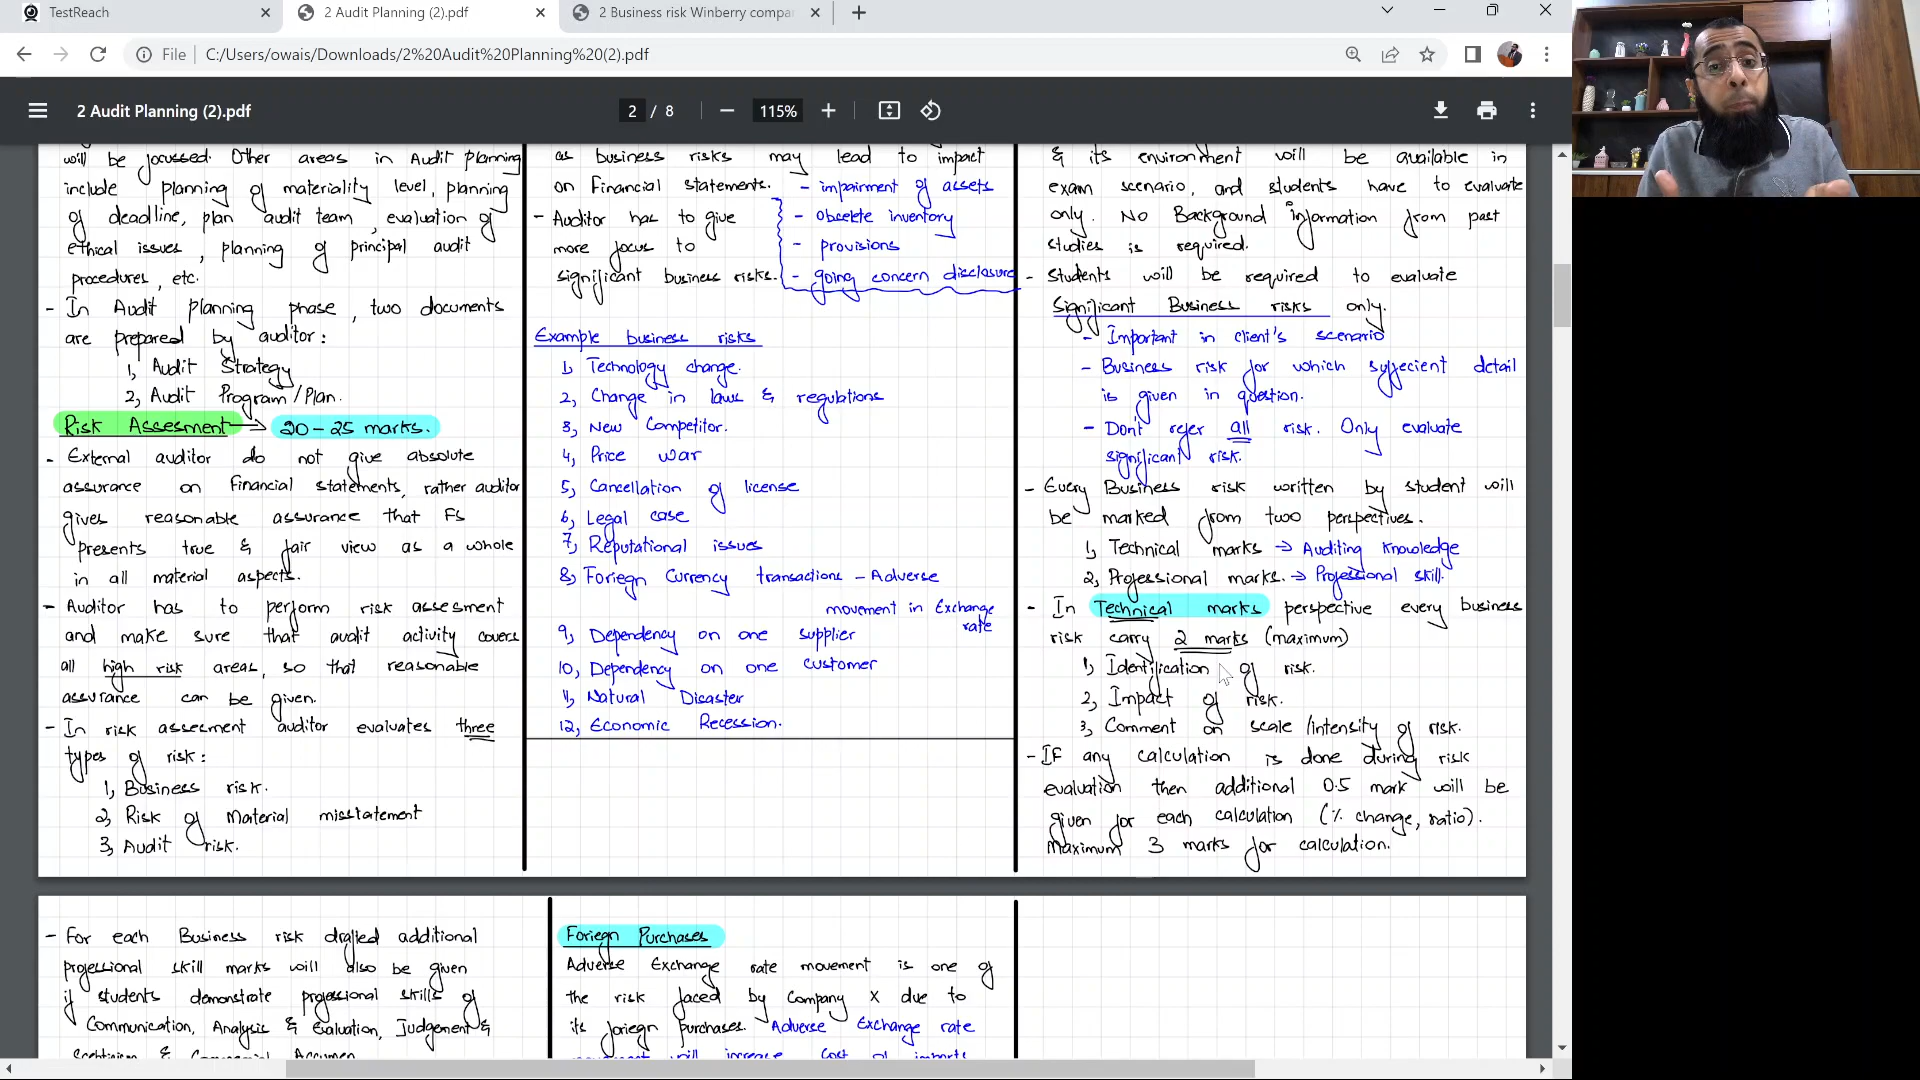 TestReach
2 Audit Planning (2).pdf
2 Business risk Winberry compa
File
C:/Users/owais/Downloads/2%20Audit%20Planning%20(2).pdf
2 Audit Planning (2).pdf
2 / 8
115%
will be focussed. Other areas in Audit planning
include planning of materiality level, planning
of deadline, plan audit team, evaluation of
ethical issues, planning of principal audit
procedures, etc.
- In Audit planning phase, two documents
are prepared by auditor:
1, Audit Strategy
2, Audit Program/Plan.
Risk Assesment → 20-25 marks.
- External auditor do not give absolute
assurance on Financial statements, rather auditor
gives reasonable assurance that FS
presents true & fair view as a whole
in all material aspects.
- Auditor has to perform risk assesment
and make sure that audit activity covers
all high risk areas, so that reasonable
assurance can be given.
- In risk assesment auditor evaluates three
types of risk:
1, Business risk.
2, Risk of Material misstatement
3, Audit risk.
as business risks may lead to impact
on Financial statements.
- impairment of assets
- obselete inventory
- provisions
- going concern disclosure
- Auditor has to give
more focus to
significant business risks.
Example business risks
1, Technology change.
2, Change in laws & regulations
3, New Competitor.
4, Price war
5, Cancellation of license
6, Legal case
7, Reputational issues
8, Foriegn Currency transactions - Adverse
movement in Exchange
rate
9, Dependency on one supplier
10, Dependency on one customer
11, Natural Disaster
12, Economic Recession.
& its environment will be available in
exam scenario, and students have to evaluate
only. No Background information from past
studies is required.
- Students will be required to evaluate
Significant Business risks only.
- Important in client's scenario
- Business risk for which suffecient detail
is given in question.
- Don't refer all risk. Only evaluate
significant risk.
- Every Business risk written by student will
be marked from two perspectives.
1, Technical marks → Auditing knowledge
2, Professional marks. → Professional skill.
- In Technical marks perspective every business
risk carry 2 marks (maximum)
1, Identification of risk.
2, Impact of risk.
3, Comment on scale/intensity of risk.
- IF any calculation is done during risk
evaluation then additional 0.5 mark will be
given for each calculation (% change, ratio).
Maximum 3 marks for calculation.
- For each Business risk drafted additional
professional skill marks will also be given
if students demonstrate professional skills of
Communication, Analysis & Evaluation, Judgement &
Foriegn Purchases
Adverse Exchange rate movement is one of
the risk faced by Company X due to
its foriegn purchases. Adverse Exchange rate
movement will increase cost of imports